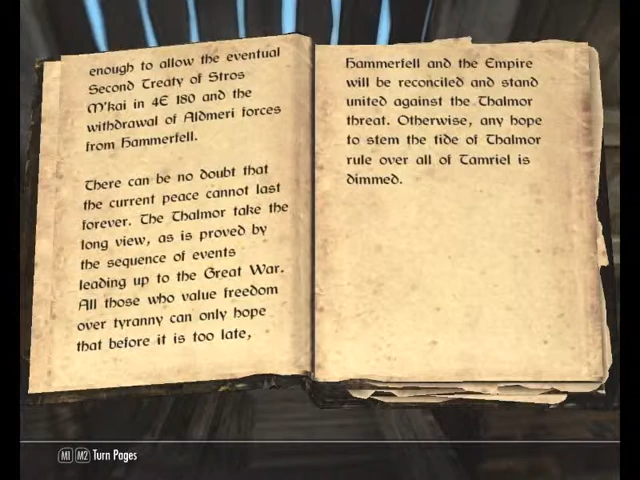 enough to allow the eventual
Second Treaty of Stros
M'kai in 4E 180 and the
withdrawal of Aldmeri forces
from Hammerfell.
There can be no doubt that
the current peace cannot last
forever. The Thalmor take the
long view, as is proved by
the sequence of events
leading up to the Great War.
All those who value freedom
over tyranny can only hope
that before it is too late,
Hammerfell and the Empire
will be reconciled and stand
united against the Thalmor
threat. Otherwise, any hope
to stem the tide of Thalmor
rule over all of Tamriel is
dimmed.
M1 M2 Turn Pages